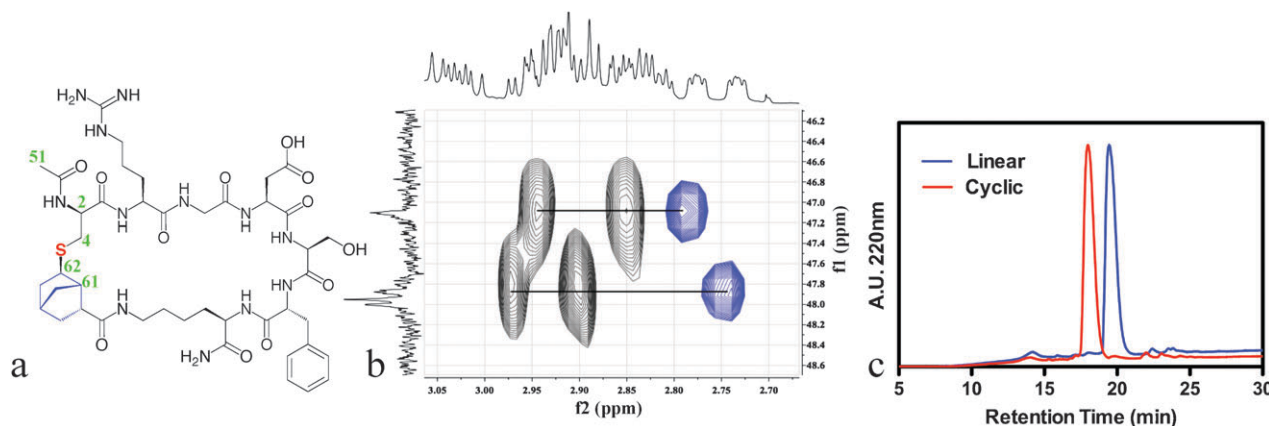 H₂N
NH
HN
51
O
O
OH
H
N
2
O
N
H
O
H
N
O
N
H
O
HN
O
OH
S
4
62
61
O
NH
H
N
O
N
H
O
H₂N
O
a
b
46.2
46.4
46.6
46.8
47.0
47.2
47.4
47.6
47.8
48.0
48.2
48.4
48.6
f1 (ppm)
3.05
3.00
2.95
2.90
2.85
2.80
2.75
2.70
f2 (ppm)
c
A.U. 220nm
Linear
Cyclic
5
10
15
20
25
30
Retention Time (min)